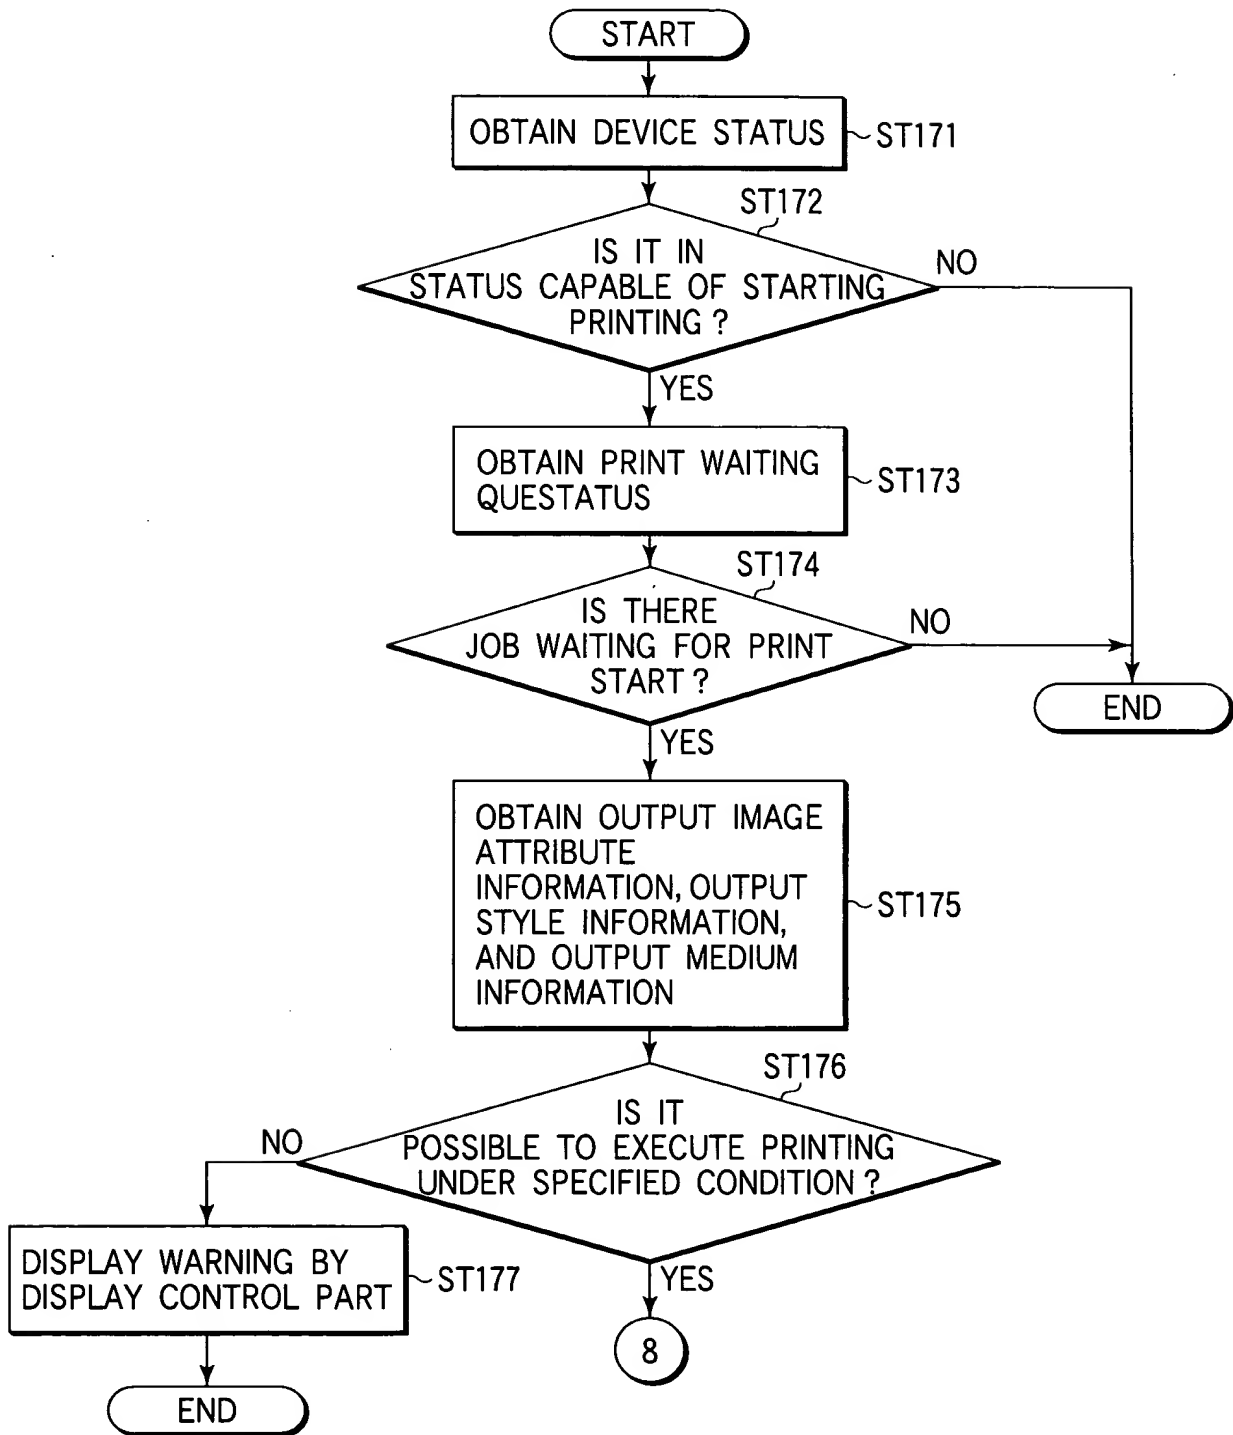 START
OBTAIN DEVICE STATUS
ST171
ST172
IS IT IN
STATUS CAPABLE OF STARTING
PRINTING ?
NO
YES
OBTAIN PRINT WAITING
QUESTATUS
ST173
ST174
IS THERE
JOB WAITING FOR PRINT
START ?
NO
END
YES
OBTAIN OUTPUT IMAGE
ATTRIBUTE
INFORMATION, OUTPUT
STYLE INFORMATION,
AND OUTPUT MEDIUM
INFORMATION
ST175
ST176
IS IT
POSSIBLE TO EXECUTE PRINTING
UNDER SPECIFIED CONDITION ?
NO
DISPLAY WARNING BY
DISPLAY CONTROL PART
ST177
YES
8
END